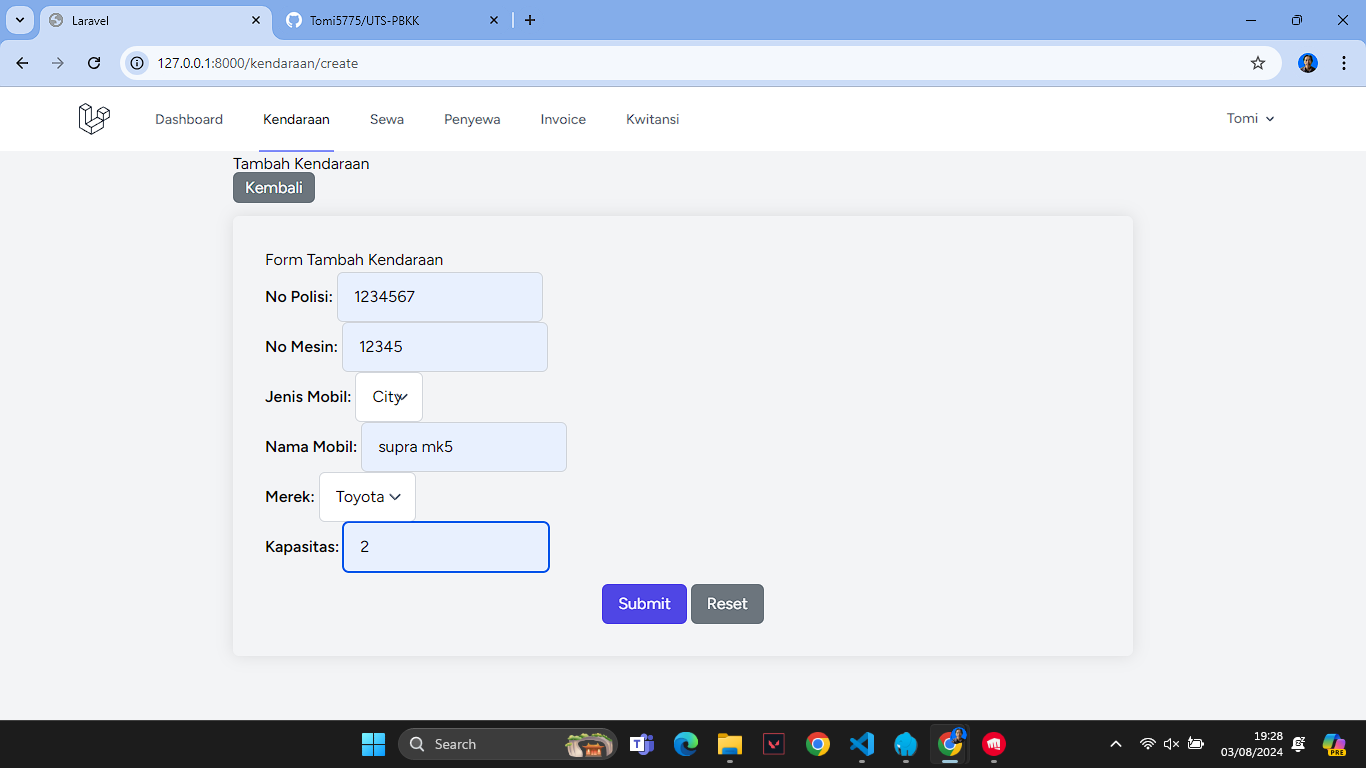 Laravel
Tomi5775/UTS-PBKK
127.0.0.1:8000/kendaraan/create
Dashboard Kendaraan Sewa Penyewa Invoice Kwitansi Tomi
Tambah Kendaraan
Kembali
Form Tambah Kendaraan
No Polisi: 1234567
No Mesin: 12345
Jenis Mobil: City
Nama Mobil: supra mk5
Merek: Toyota
Kapasitas: 2
Submit Reset
Search
19:28
03/08/2024
PRE